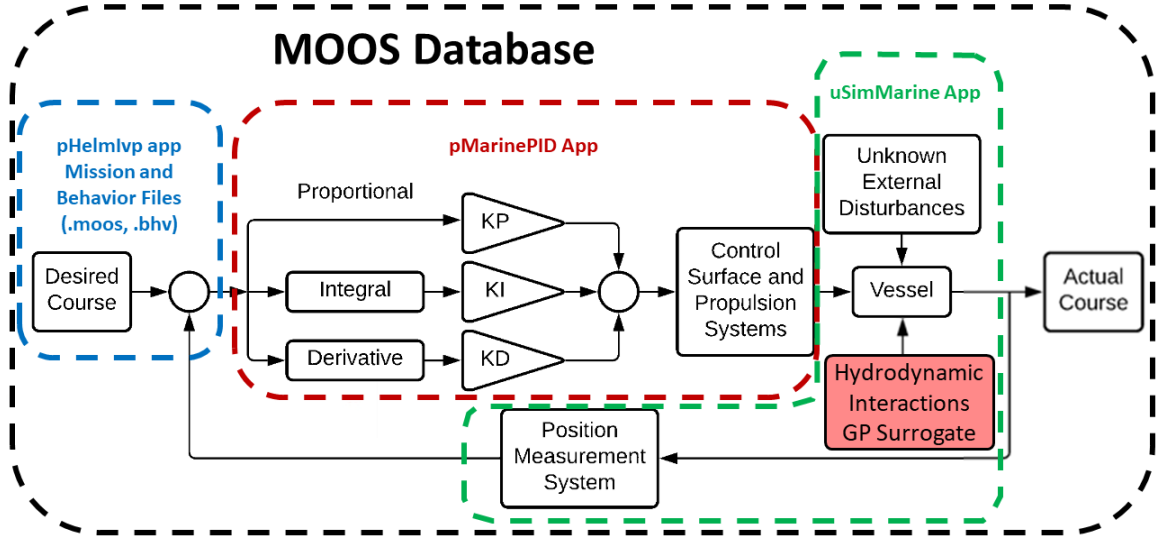 MOOS Database
pHelmIvp app
Mission and
Behavior Files
(.moos, .bhv)
Desired
Course
pMarinePID App
Proportional
KP
Integral
KI
Derivative
KD
Control
Surface and
Propulsion
Systems
uSimMarine App
Unknown
External
Disturbances
Vessel
Hydrodynamic
Interactions
GP Surrogate
Actual
Course
Position
Measurement
System